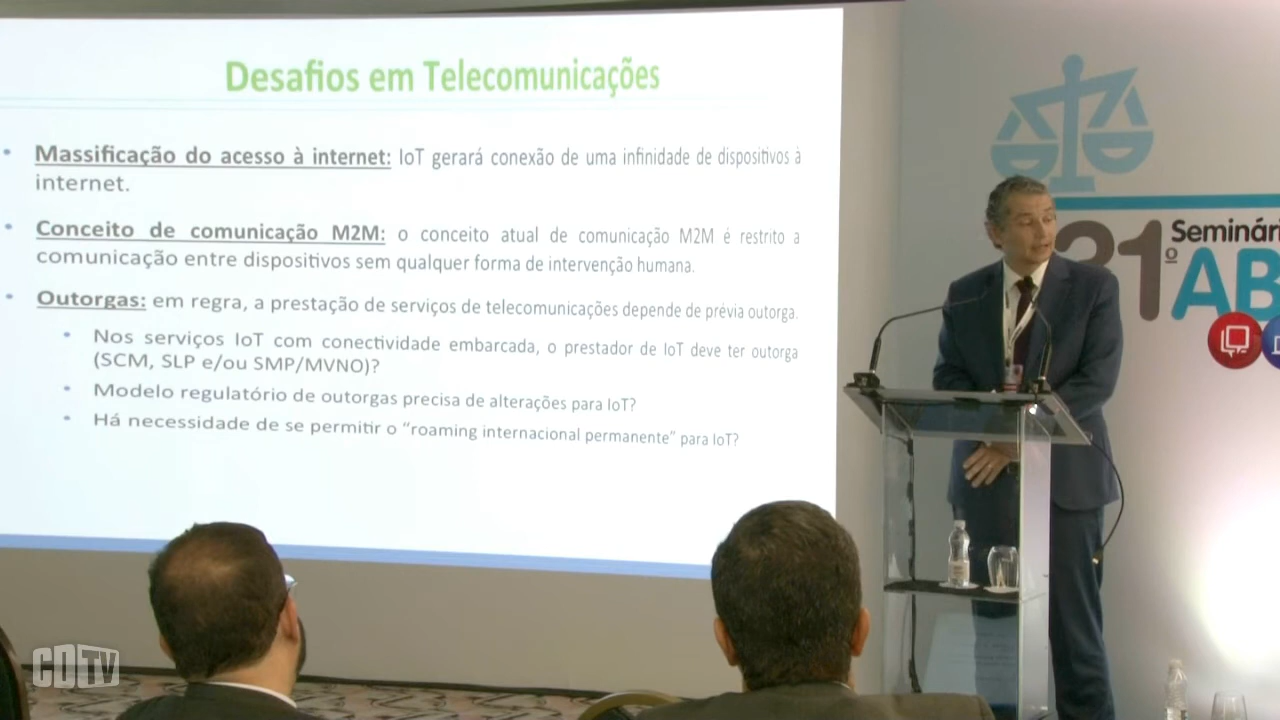 Desafios em Telecomunicações
• Massificação do acesso à internet: IoT gerará conexão de uma infinidade de dispositivos à
internet.
• Conceito de comunicação M2M: o conceito atual de comunicação M2M é restrito a
comunicação entre dispositivos sem qualquer forma de intervenção humana.
• Outorgas: em regra, a prestação de serviços de telecomunicações depende de prévia outorga.
• Nos serviços IoT com conectividade embarcada, o prestador de IoT deve ter outorga
(SCM, SLP e/ou SMP/MVNO)?
• Modelo regulatório de outorgas precisa de alterações para IoT?
• Há necessidade de se permitir o “roaming internacional permanente” para IoT?
31º Seminári
AB
CDTV